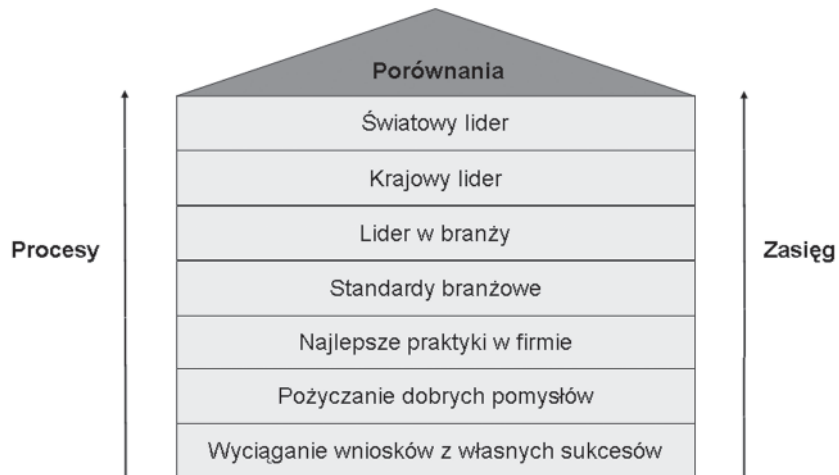 Porównania
Światowy lider
Krajowy lider
Lider w branży
Procesy
Zasięg
Standardy branżowe
Najlepsze praktyki w firmie
Pożyczanie dobrych pomysłów
Wyciąganie wniosków z własnych sukcesów